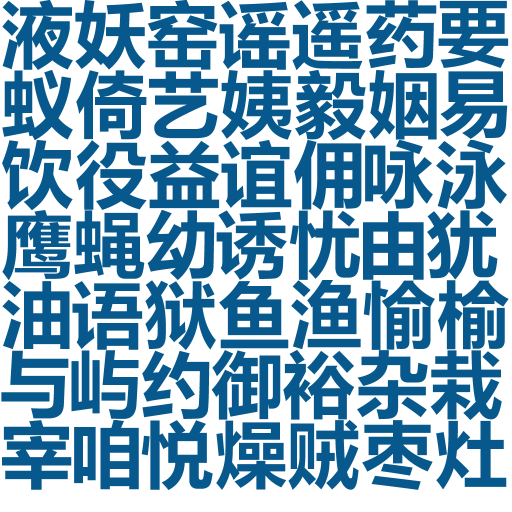 液妖窑谣遥药要
蚁倚艺姨毅姻易
饮役益谊佣咏泳
鹰蝇幼诱忧由犹
油语狱鱼渔愉榆
与屿约御裕杂栽
宰咱悦燥贼枣灶